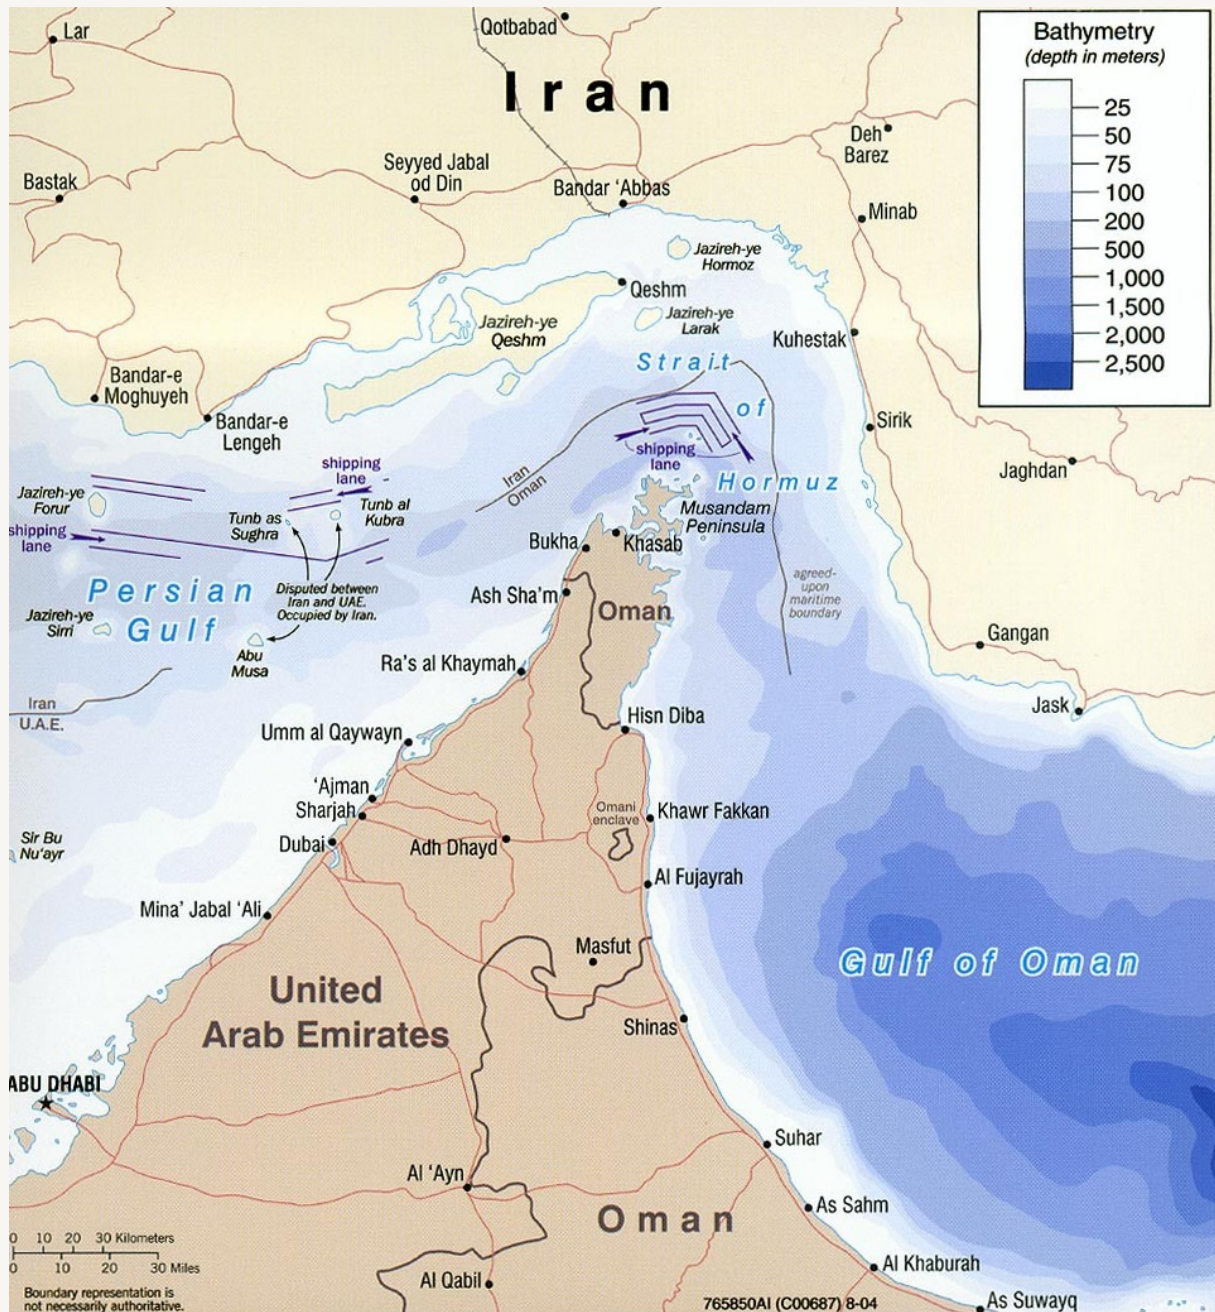 Lar
Qotbabad
Iran
Bathymetry
(depth in meters)
25
50
75
100
200
500
1,000
1,500
2,000
2,500
Deh
Barez
Seyyed Jabal
od Din
Bastak
Bandar ‘Abbas
Minab
Jazireh-ye
Hormoz
Qeshm
Jazireh-ye
Qeshm
Jazireh-ye
Larak
Kuhestak
Strait
of
Hormuz
Bandar-e
Moghuyeh
Bandar-e
Lengeh
Sirik
Jaghdan
shipping
lane
Iran
Oman
shipping
lane
Jazireh-ye
Forur
Tunb as
Sughra
Tunb al
Kubra
Musandam
Peninsula
shipping
lane
Bukha
Khasab
Persian
Gulf
Disputed between
Iran and UAE.
Occupied by Iran.
Ash Sha’m
Oman
agreed-
upon
maritime
boundary
Jazireh-ye
Sirri
Abu
Musa
Gangan
Ra’s al Khaymah
Iran
U.A.E.
Jask
Hisn Diba
Umm al Qaywayn
‘Ajman
Sharjah
Omani
enclave
Khawr Fakkan
Dubai
Adh Dhayd
Sir Bu
Nu’ayr
Al Fujayrah
Mina’ Jabal ‘Ali
Masfut
Gulf of Oman
United
Arab Emirates
Shinas
ABU DHABI
Suhar
Al ‘Ayn
As Sahm
Oman
0 10 20 30 Kilometers
0 10 20 30 Miles
Al Khaburah
Al Qabil
Boundary representation is
not necessarily authoritative.
765850AI (C00687) 8-04
As Suwayq